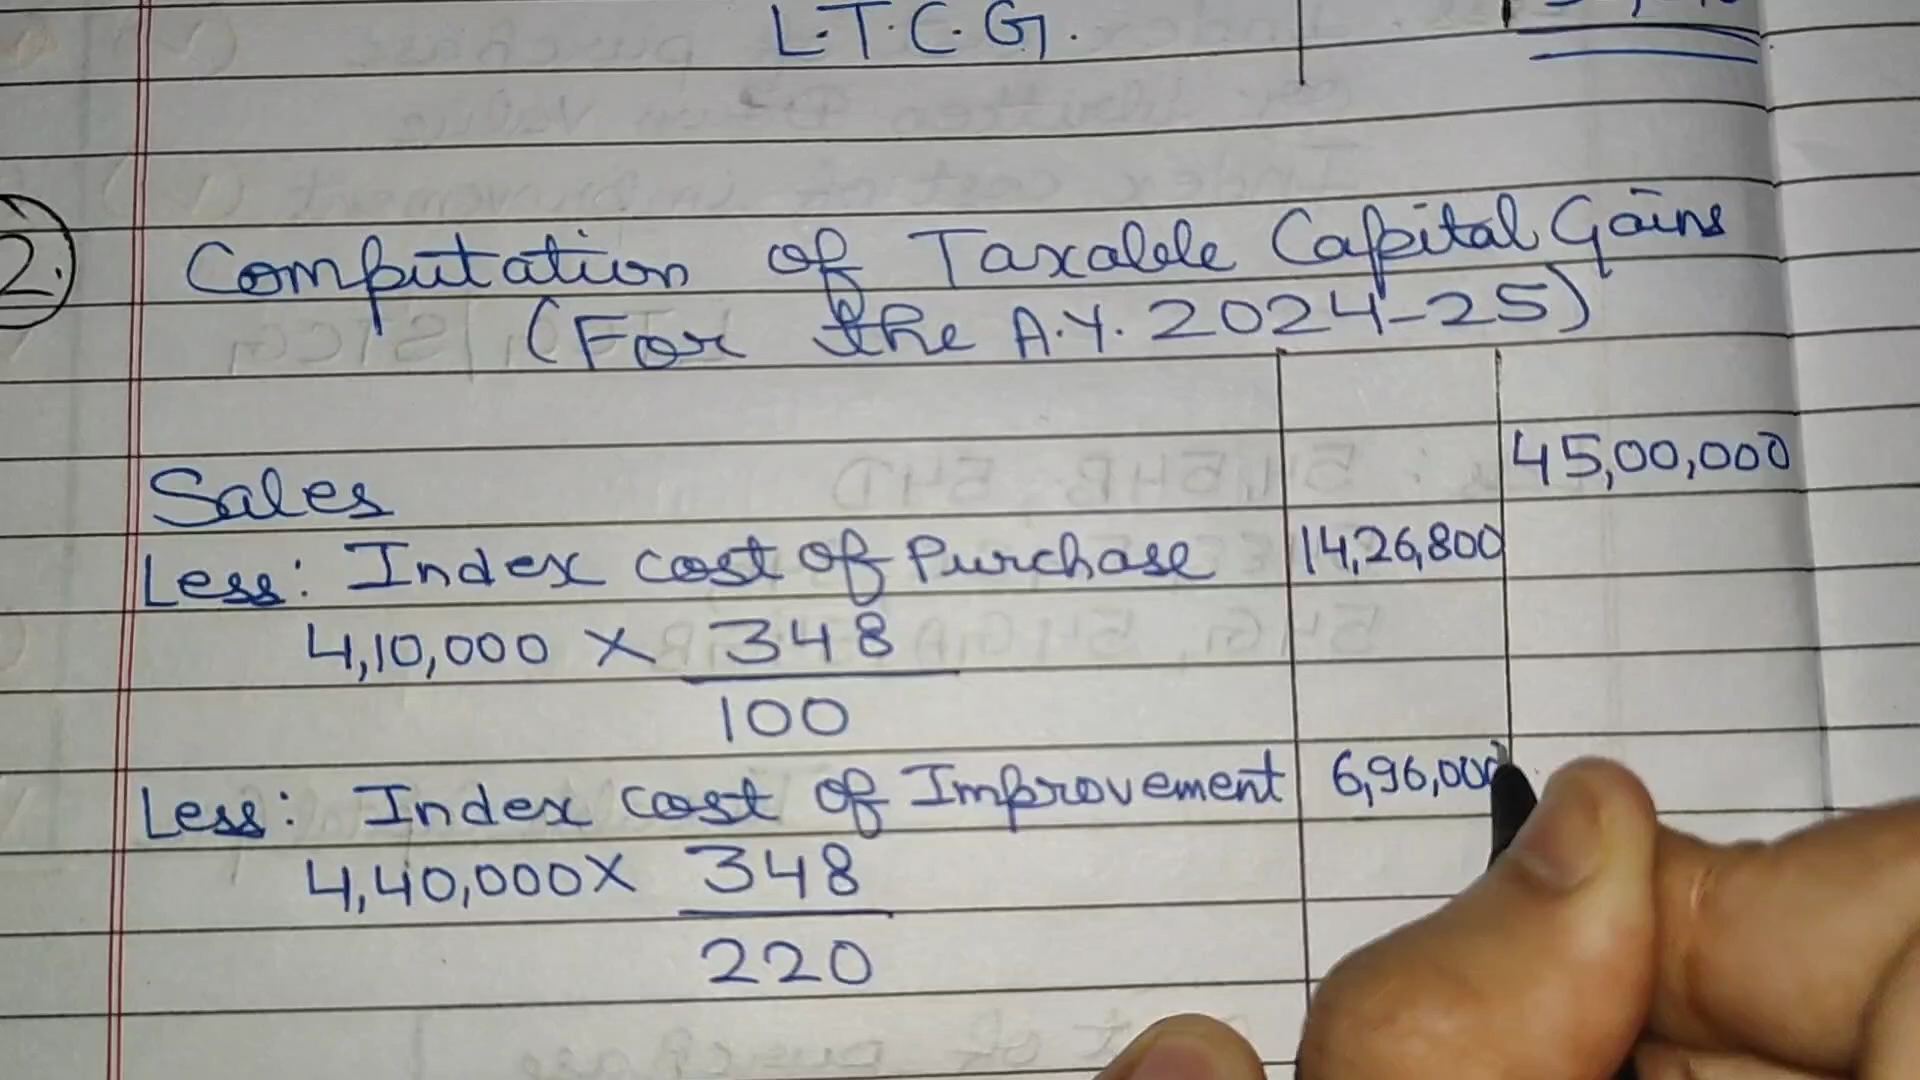 L.T.C.G.
2. Computation of Taxable Capital Gains
(For the A.Y. 2024-25)
Sales 45,00,000
Less: Index cost of Purchase 14,26,800
4,10,000 × 348
100
Less: Index cost of Improvement 6,96,000
4,40,000 × 348
220